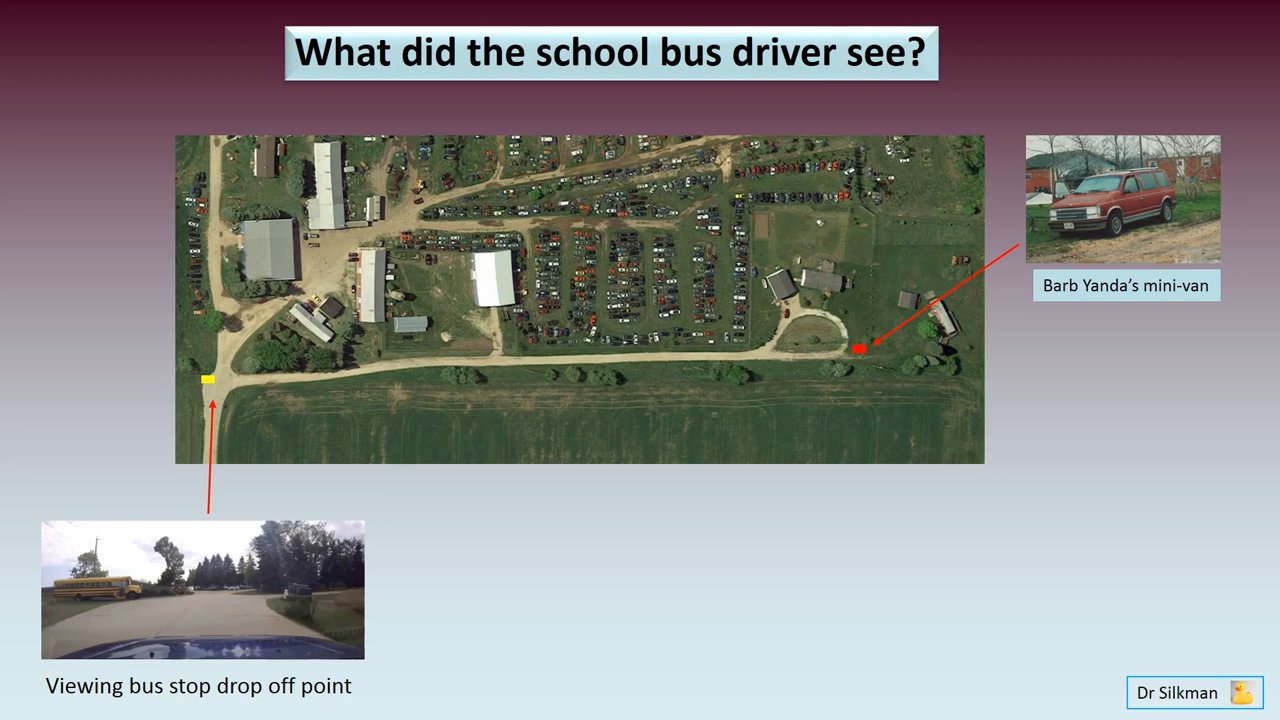 What did the school bus driver see?
Barb Yanda’s mini-van
Viewing bus stop drop off point
Dr Silkman